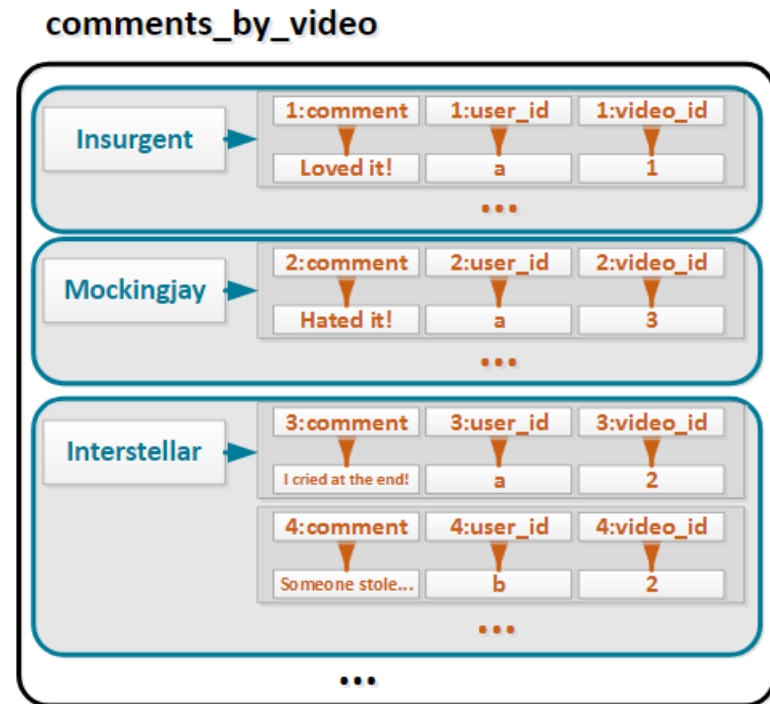 comments_by_video
1:comment 1:user_id 1:video_id
Insurgent
Loved it! a 1
...
2:comment 2:user_id 2:video_id
Mockingjay
Hated it! a 3
...
3:comment 3:user_id 3:video_id
Interstellar
I cried at the end! a 2
4:comment 4:user_id 4:video_id
Someone stole... b 2
...
...